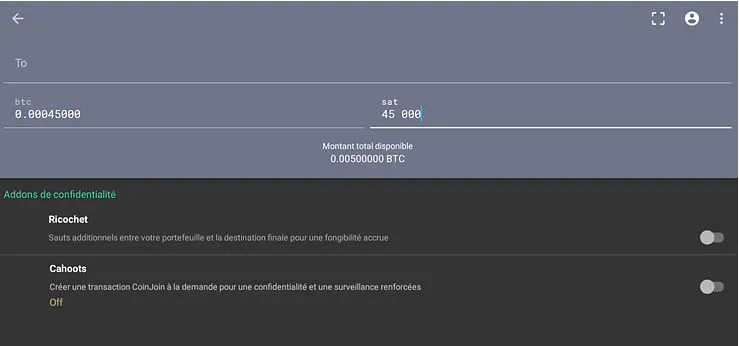 To
btc
sat
0.00045000
45 000
Montant total disponible
0.00500000 BTC
Addons de confidentialité
Ricochet
Sauts additionnels entre votre portefeuille et la destination finale pour une fongibilité accrue
Cahoots
Créer une transaction CoinJoin à la demande pour une confidentialité et une surveillance renforcées
Off